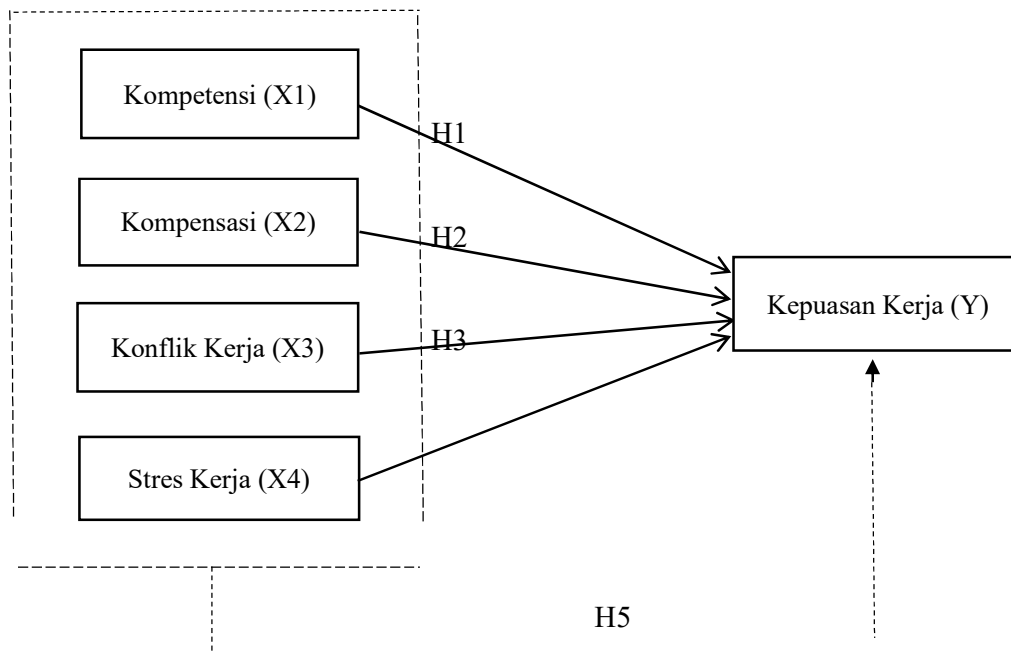 Kompetensi (X1)
H1
Kompensasi (X2)
H2
Kepuasan Kerja (Y)
Konflik Kerja (X3)
H3
Stres Kerja (X4)
H5